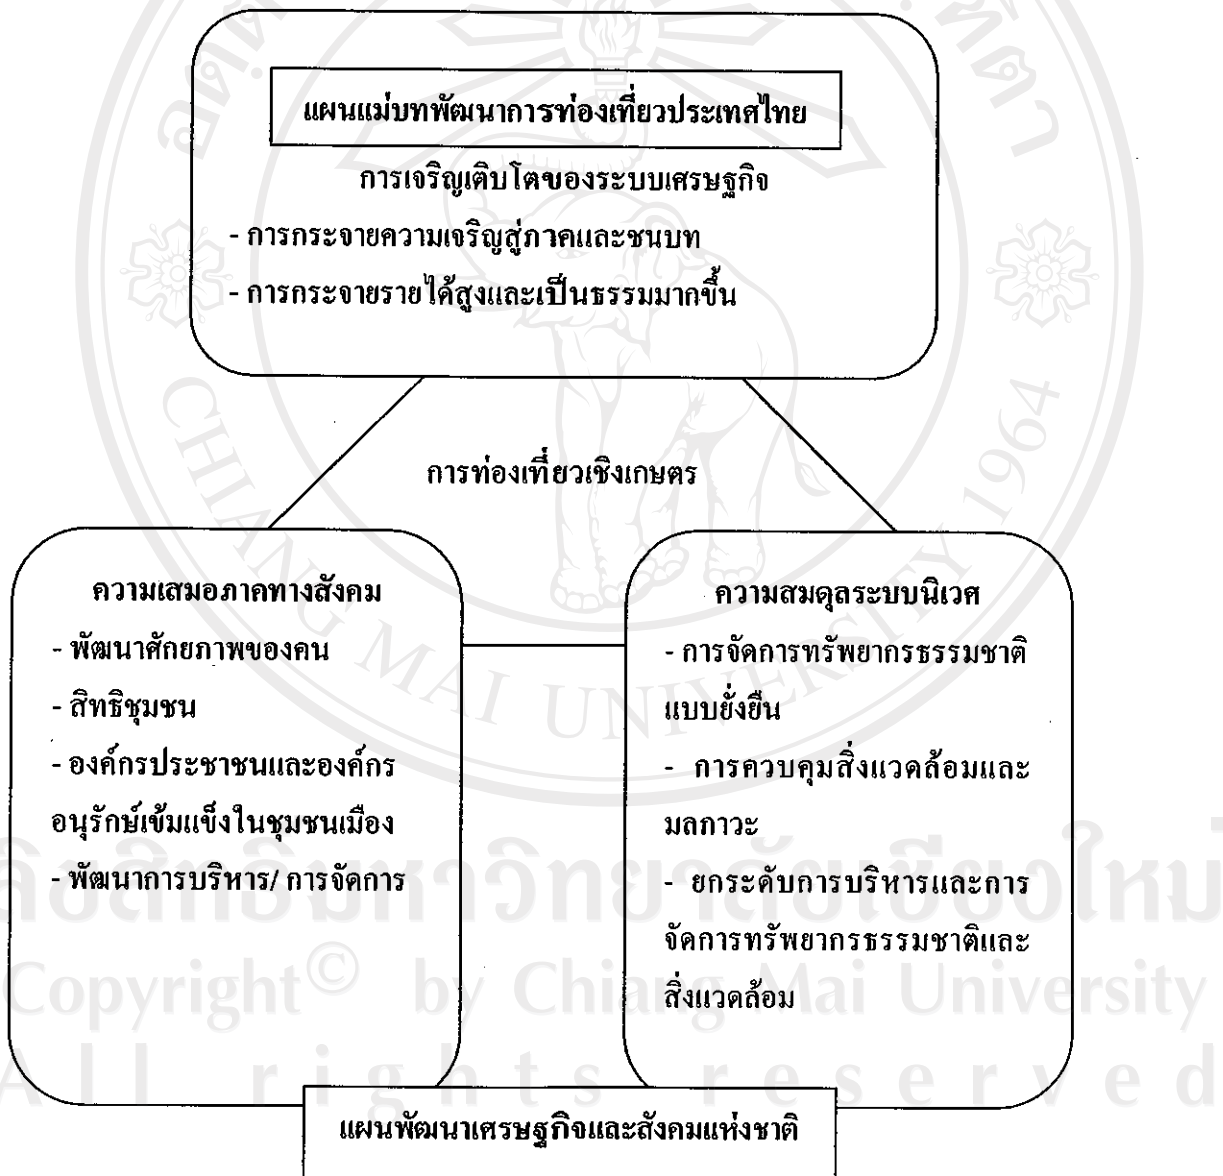 แผนแม่บทพัฒนาการท่องเที่ยวประเทศไทย
การเจริญเติบโตของระบบเศรษฐกิจ
- การกระจายความเจริญสู่ภาคและชนบท
- การกระจายรายได้สูงและเป็นธรรมมากขึ้น
การท่องเที่ยวเชิงเกษตร
ความเสมอภาคทางสังคม
- พัฒนาศักยภาพของคน
- สิทธิชุมชน
- องค์กรประชาชนและองค์กร
อนุรักษ์เข้มแข็งในชุมชนเมือง
- พัฒนาการบริหาร/ การจัดการ
ความสมดุลระบบนิเวศ
- การจัดการทรัพยากรธรรมชาติ
แบบยั่งยืน
- การควบคุมสิ่งแวดล้อมและ
มลภาวะ
- ยกระดับการบริหารและการ
จัดการทรัพยากรธรรมชาติและ
สิ่งแวดล้อม
แผนพัฒนาเศรษฐกิจและสังคมแห่งชาติ
CHIANG MAI UNIVERSITY 1964
ลิขสิทธิ์มหาวิทยาลัยเชียงใหม่
Copyright© by Chiang Mai University
All rights reserved